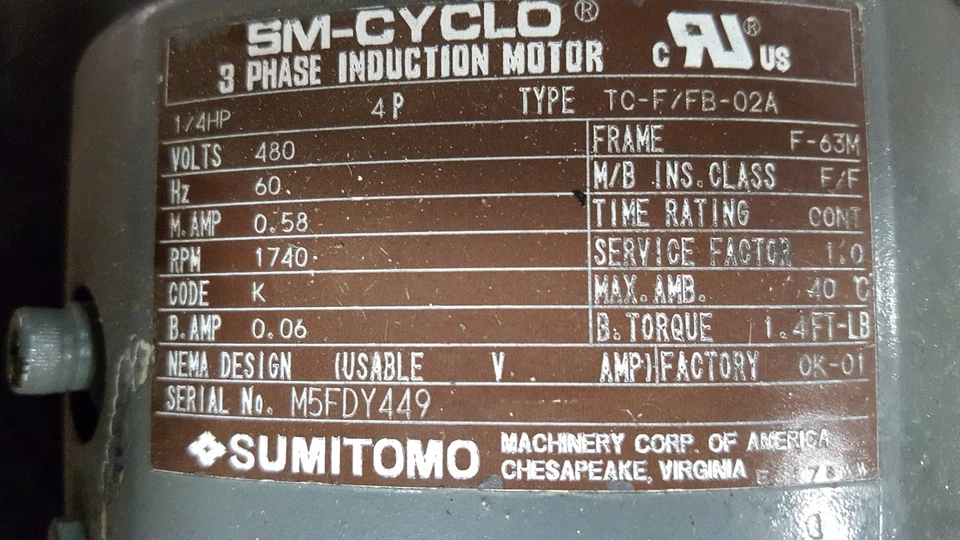 SM-CYCLO®
3 PHASE INDUCTION MOTOR
C RU® US
1/4HP 4P TYPE TC-F/FB-02A
VOLTS 480 FRAME F-63M
Hz 60 M/B INS.CLASS F/F
M.AMP 0.58 TIME RATING CONT
RPM 1740 SERVICE FACTOR 1.0
CODE K MAX.AMB. 40 °C
B.AMP 0.06 B.TORQUE 1.4FT-LB
NEMA DESIGN (USABLE V. AMP) FACTORY OK-01
SERIAL No. M5FDY449
SUMITOMO MACHINERY CORP. OF AMERICA
CHESAPEAKE, VIRGINIA